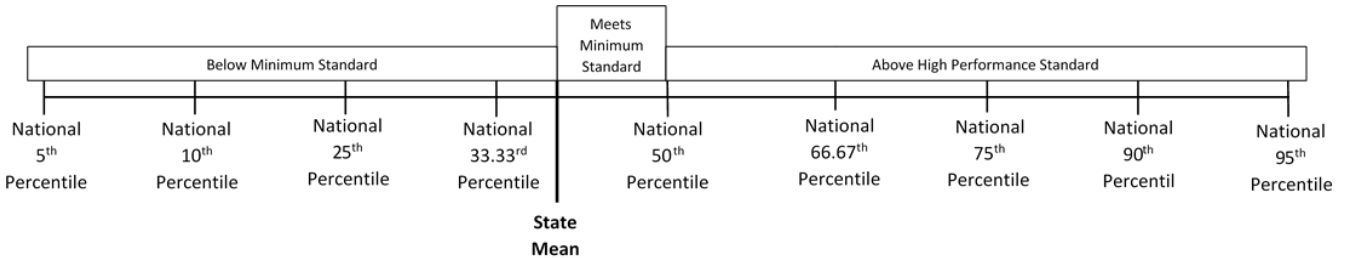 Meets
Minimum
Standard
Below Minimum Standard
Above High Performance Standard
National
5th
Percentile
National
10th
Percentile
National
25th
Percentile
National
33.33rd
Percentile
National
50th
Percentile
National
66.67th
Percentile
National
75th
Percentile
National
90th
Percentil
National
95th
Percentile
State
Mean